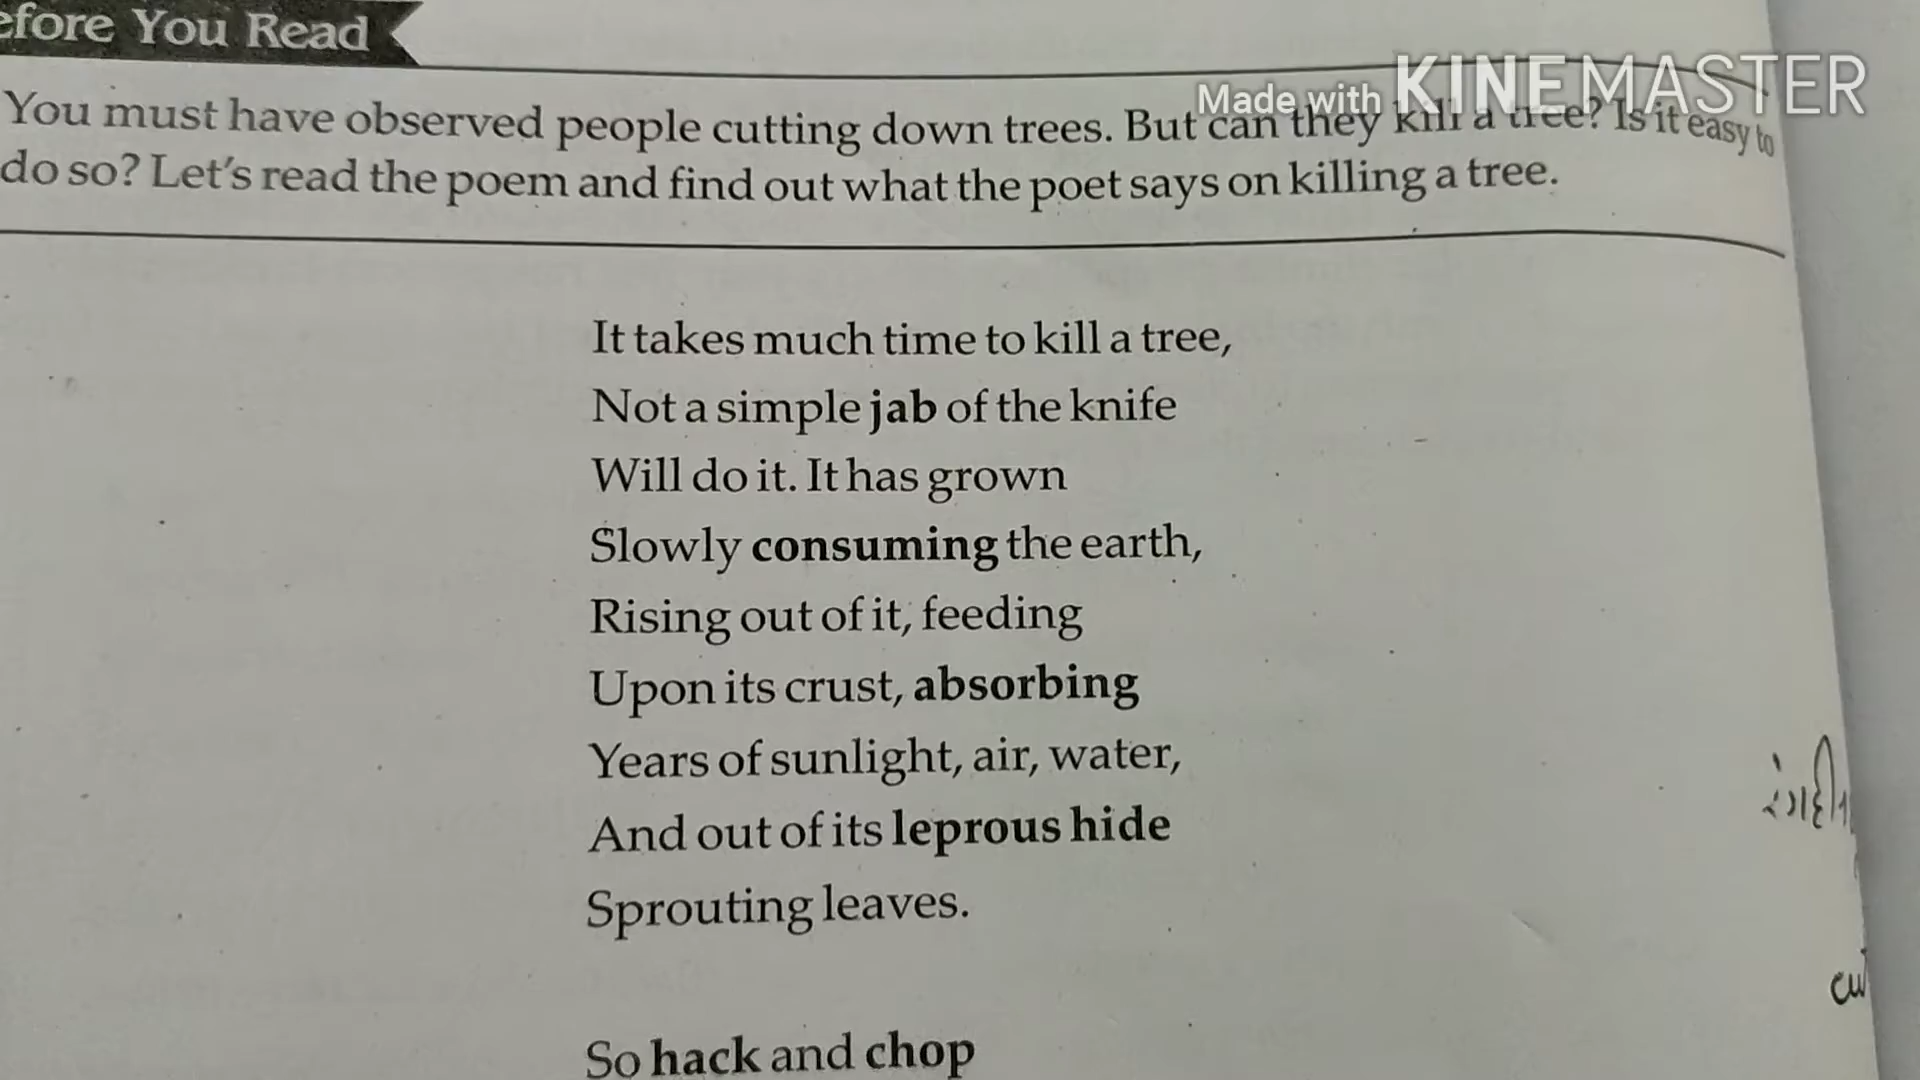 efore You Read
Made with KINEMASTER
You must have observed people cutting down trees. But can they kill a tree? Is it easy to
do so? Let's read the poem and find out what the poet says on killing a tree.
It takes much time to kill a tree,
Not a simple jab of the knife
Will do it. It has grown
Slowly consuming the earth,
Rising out of it, feeding
Upon its crust, absorbing
Years of sunlight, air, water,
And out of its leprous hide
Sprouting leaves.
So hack and chop